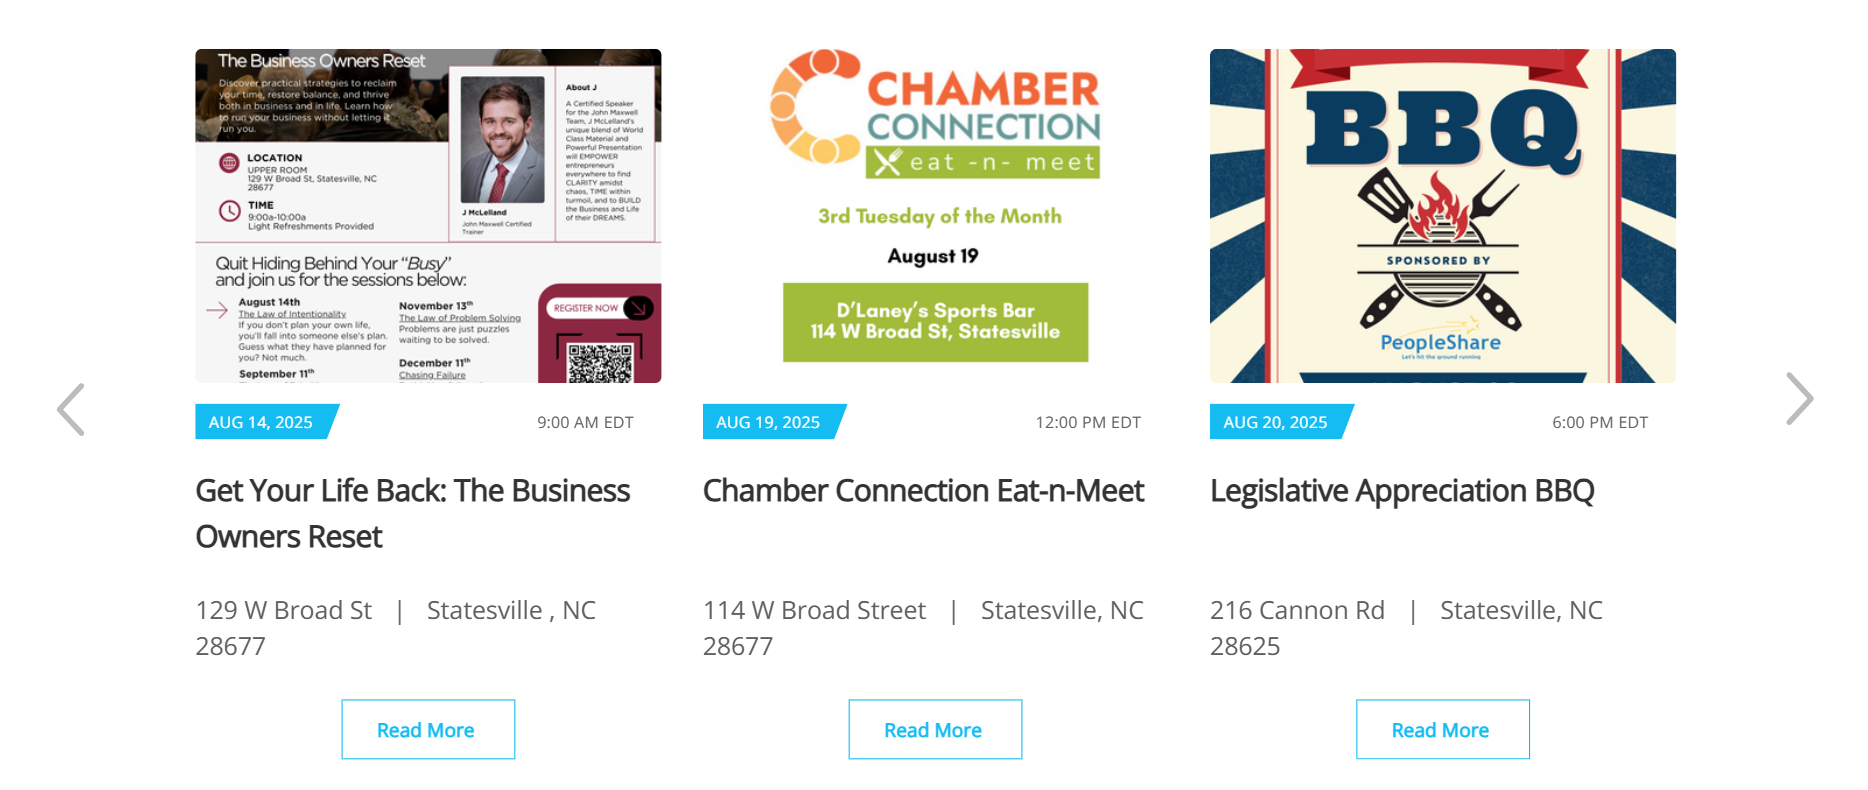 The Business Owners Reset
Discover practical strategies to reclaim
your time, restore balance, and thrive
both in business and in life. Learn how
to run your business without letting it
run you.
LOCATION
UPPER ROOM
129 W Broad St, Statesville, NC
28677
TIME
9:00a-10:00a
Light Refreshments Provided
J McLelland
John Maxwell Certified
Trainer
About J
A Certified Speaker
for the John Maxwell
Team, J McLelland's
unique blend of World
Class Material and
Powerful Presentation
will EMPOWER
entrepreneurs
everywhere to find
CLARITY amidst
chaos, TIME within
turmoil, and to BUILD
the Business and Life
of their DREAMS.
Quit Hiding Behind Your "Busy"
and join us for the sessions below:
August 14th
The Law of Intentionality
If you don't plan your own life,
you'll fall into someone else's plan.
Guess what they have planned for
you? Not much.
September 11th
November 13th
The Law of Problem Solving
Problems are just puzzles
waiting to be solved.
December 11th
Chasing Failure
REGISTER NOW
AUG 14, 2025
9:00 AM EDT
Get Your Life Back: The Business
Owners Reset
129 W Broad St | Statesville , NC
28677
Read More
CHAMBER
CONNECTION
eat -n- meet
3rd Tuesday of the Month
August 19
D'Laney's Sports Bar
114 W Broad St, Statesville
AUG 19, 2025
12:00 PM EDT
Chamber Connection Eat-n-Meet
114 W Broad Street | Statesville, NC
28677
Read More
BBQ
SPONSORED BY
PeopleShare
Let's hit the ground running
AUG 20, 2025
6:00 PM EDT
Legislative Appreciation BBQ
216 Cannon Rd | Statesville, NC
28625
Read More